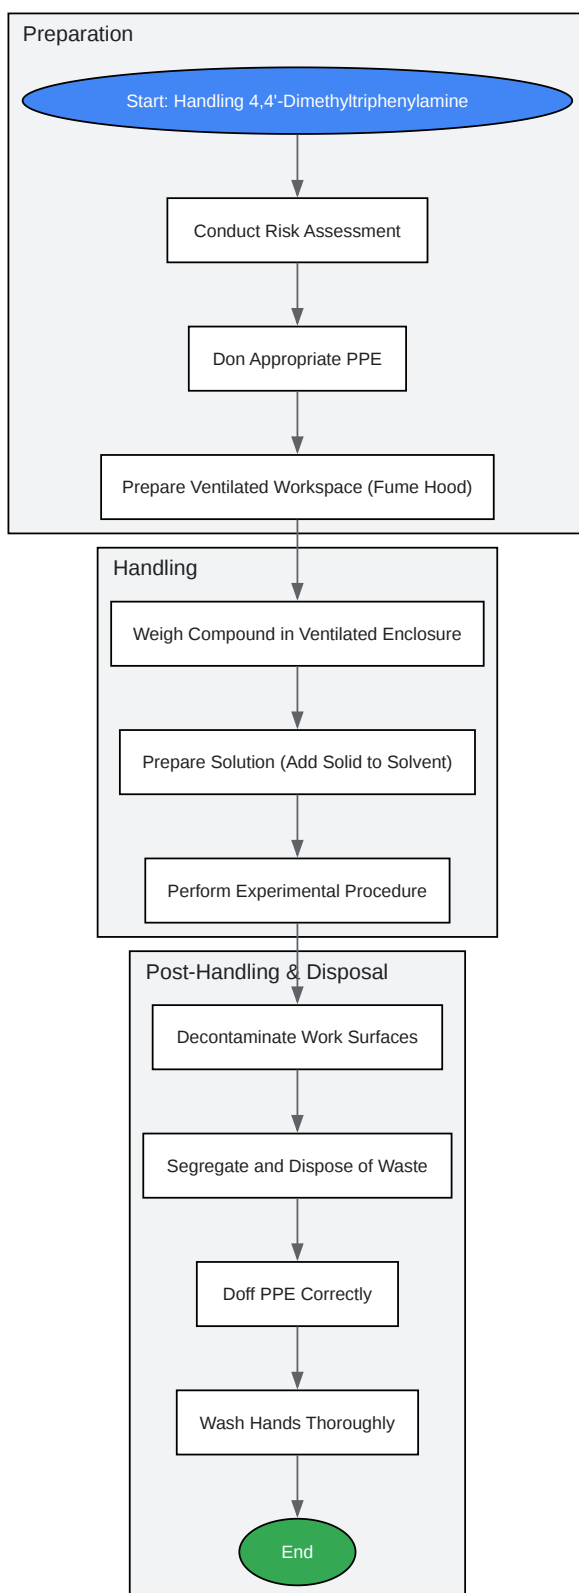 Preparation
Start: Handling 4,4'-Dimethyltriphenylamine
Conduct Risk Assessment
Don Appropriate PPE
Prepare Ventilated Workspace (Fume Hood)
Handling
Weigh Compound in Ventilated Enclosure
Prepare Solution (Add Solid to Solvent)
Perform Experimental Procedure
Post-Handling & Disposal
Decontaminate Work Surfaces
Segregate and Dispose of Waste
Doff PPE Correctly
Wash Hands Thoroughly
End